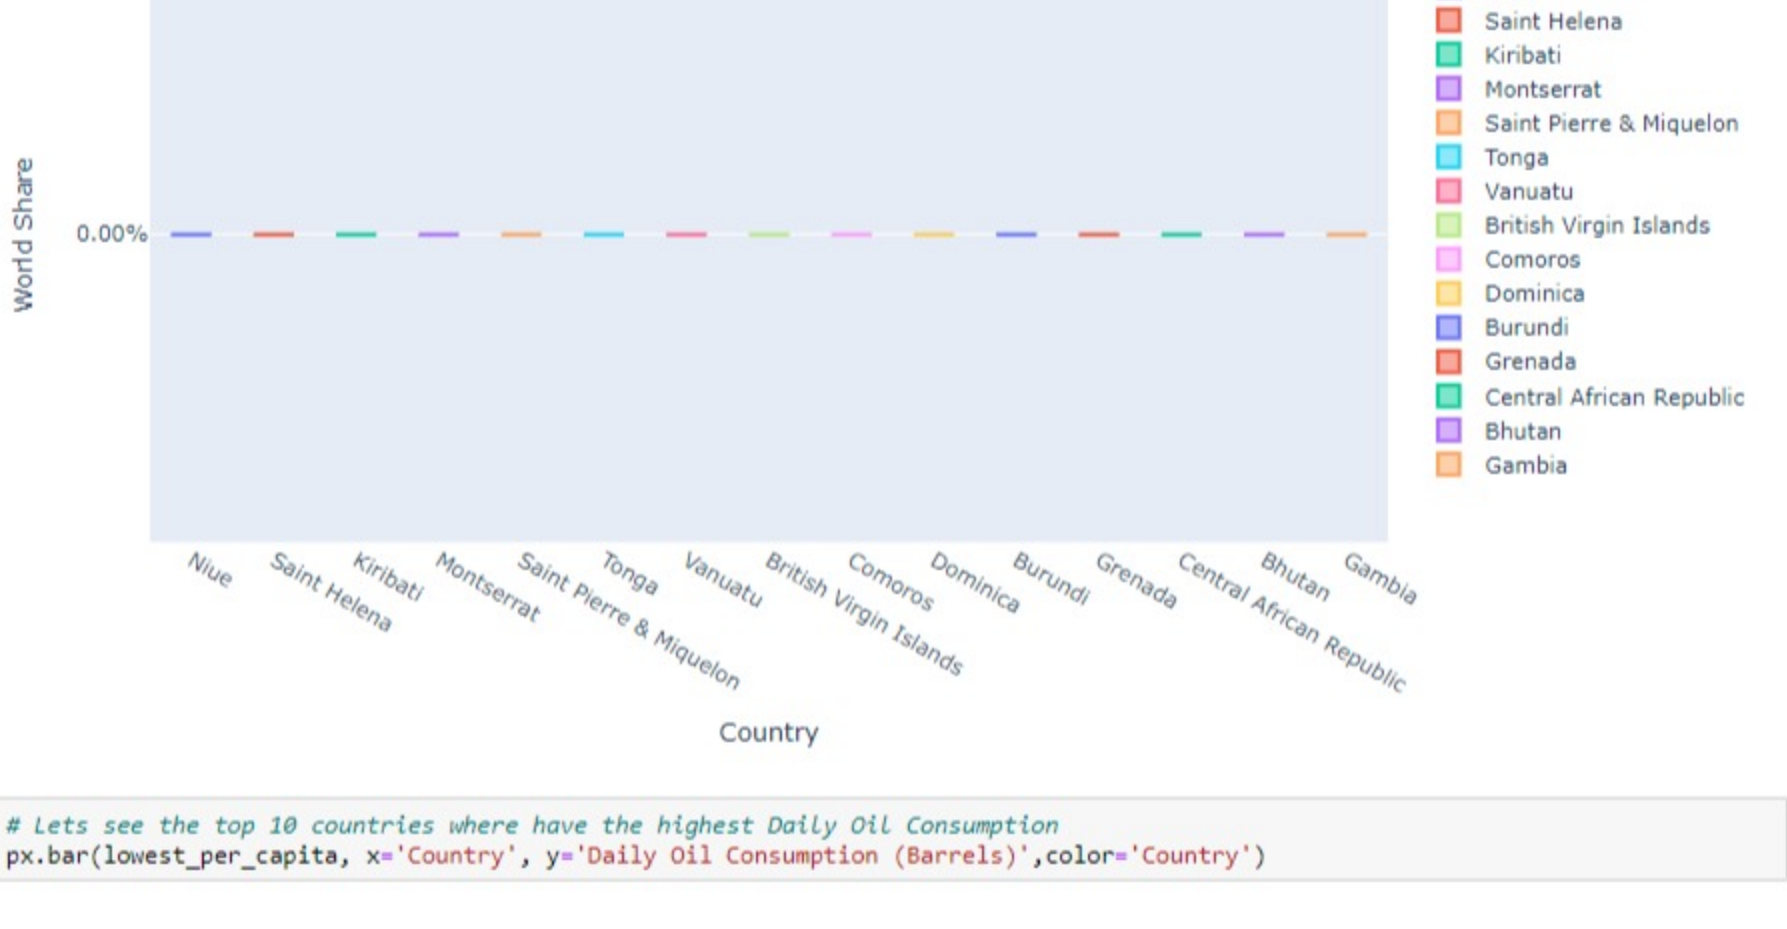 Saint Helena
Kiribati
Montserrat
Saint Pierre & Miquelon
Tonga
Vanuatu
British Virgin Islands
Comoros
Dominica
Burundi
Grenada
Central African Republic
Bhutan
Gambia
World Share
0.00%
Niue
Saint Helena
Kiribati
Montserrat
Saint Pierre & Miquelon
Tonga
Vanuatu
British Virgin Islands
Comoros
Dominica
Burundi
Grenada
Central African Republic
Bhutan
Gambia
Country
# Lets see the top 10 countries where have the highest Daily Oil Consumption
px.bar(lowest_per_capita, x='Country', y='Daily Oil Consumption (Barrels)',color='Country')